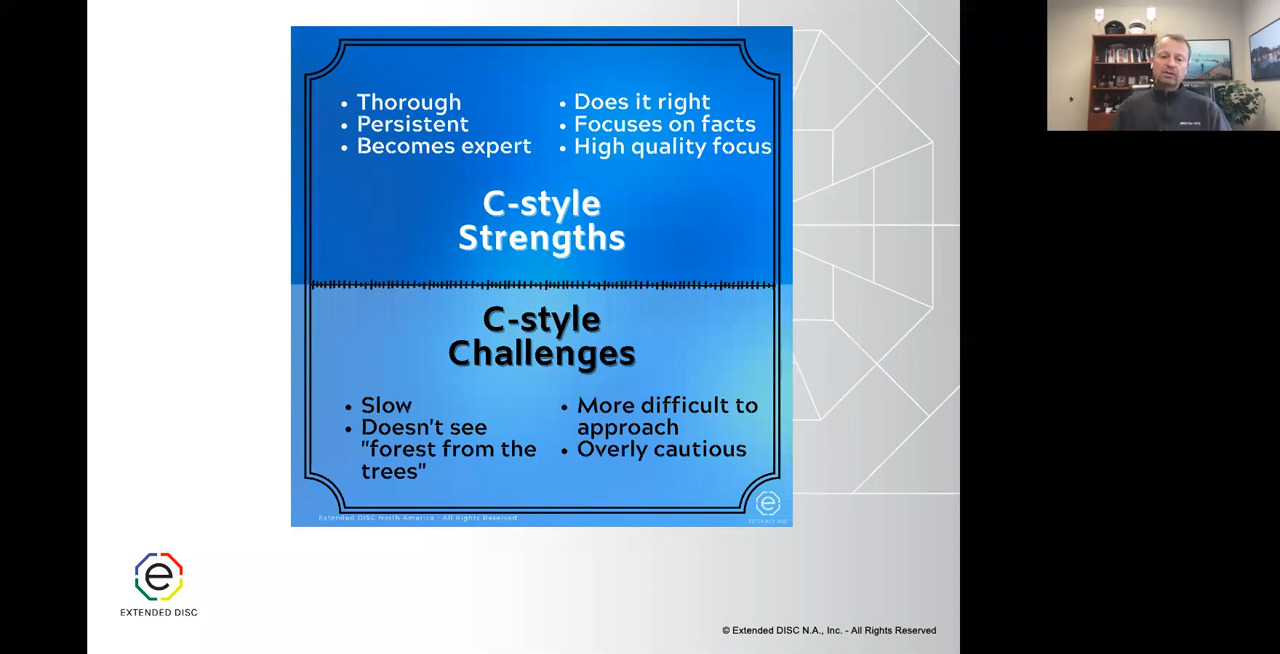 • Thorough
• Persistent
• Becomes expert
• Does it right
• Focuses on facts
• High quality focus
C-style
Strengths
C-style
Challenges
• Slow
• Doesn't see
"forest from the
trees"
• More difficult to
approach
• Overly cautious
Extended DISC North America - All Rights Reserved
e
EXTENDED DISC
e
EXTENDED DISC
© Extended DISC N.A., Inc. - All Rights Reserved